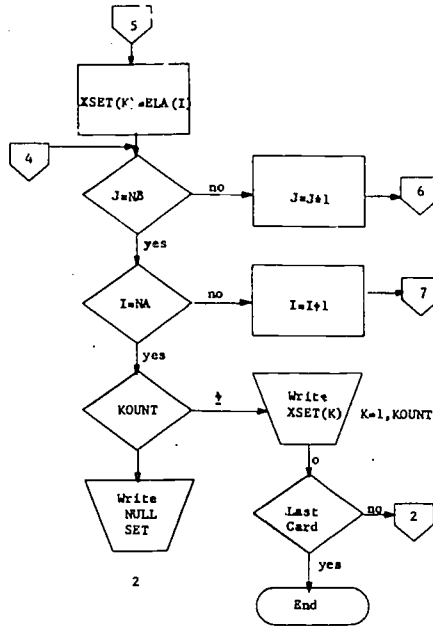 5
XSET(K)=ELA(I)
4
J=NB
no
J=J+1
6
yes
I=NA
no
I=I+1
7
yes
KOUNT
Write
XSET(K)
K=1,KOUNT
o
Write
NULL
SET
Last
Card
no
2
yes
2
End